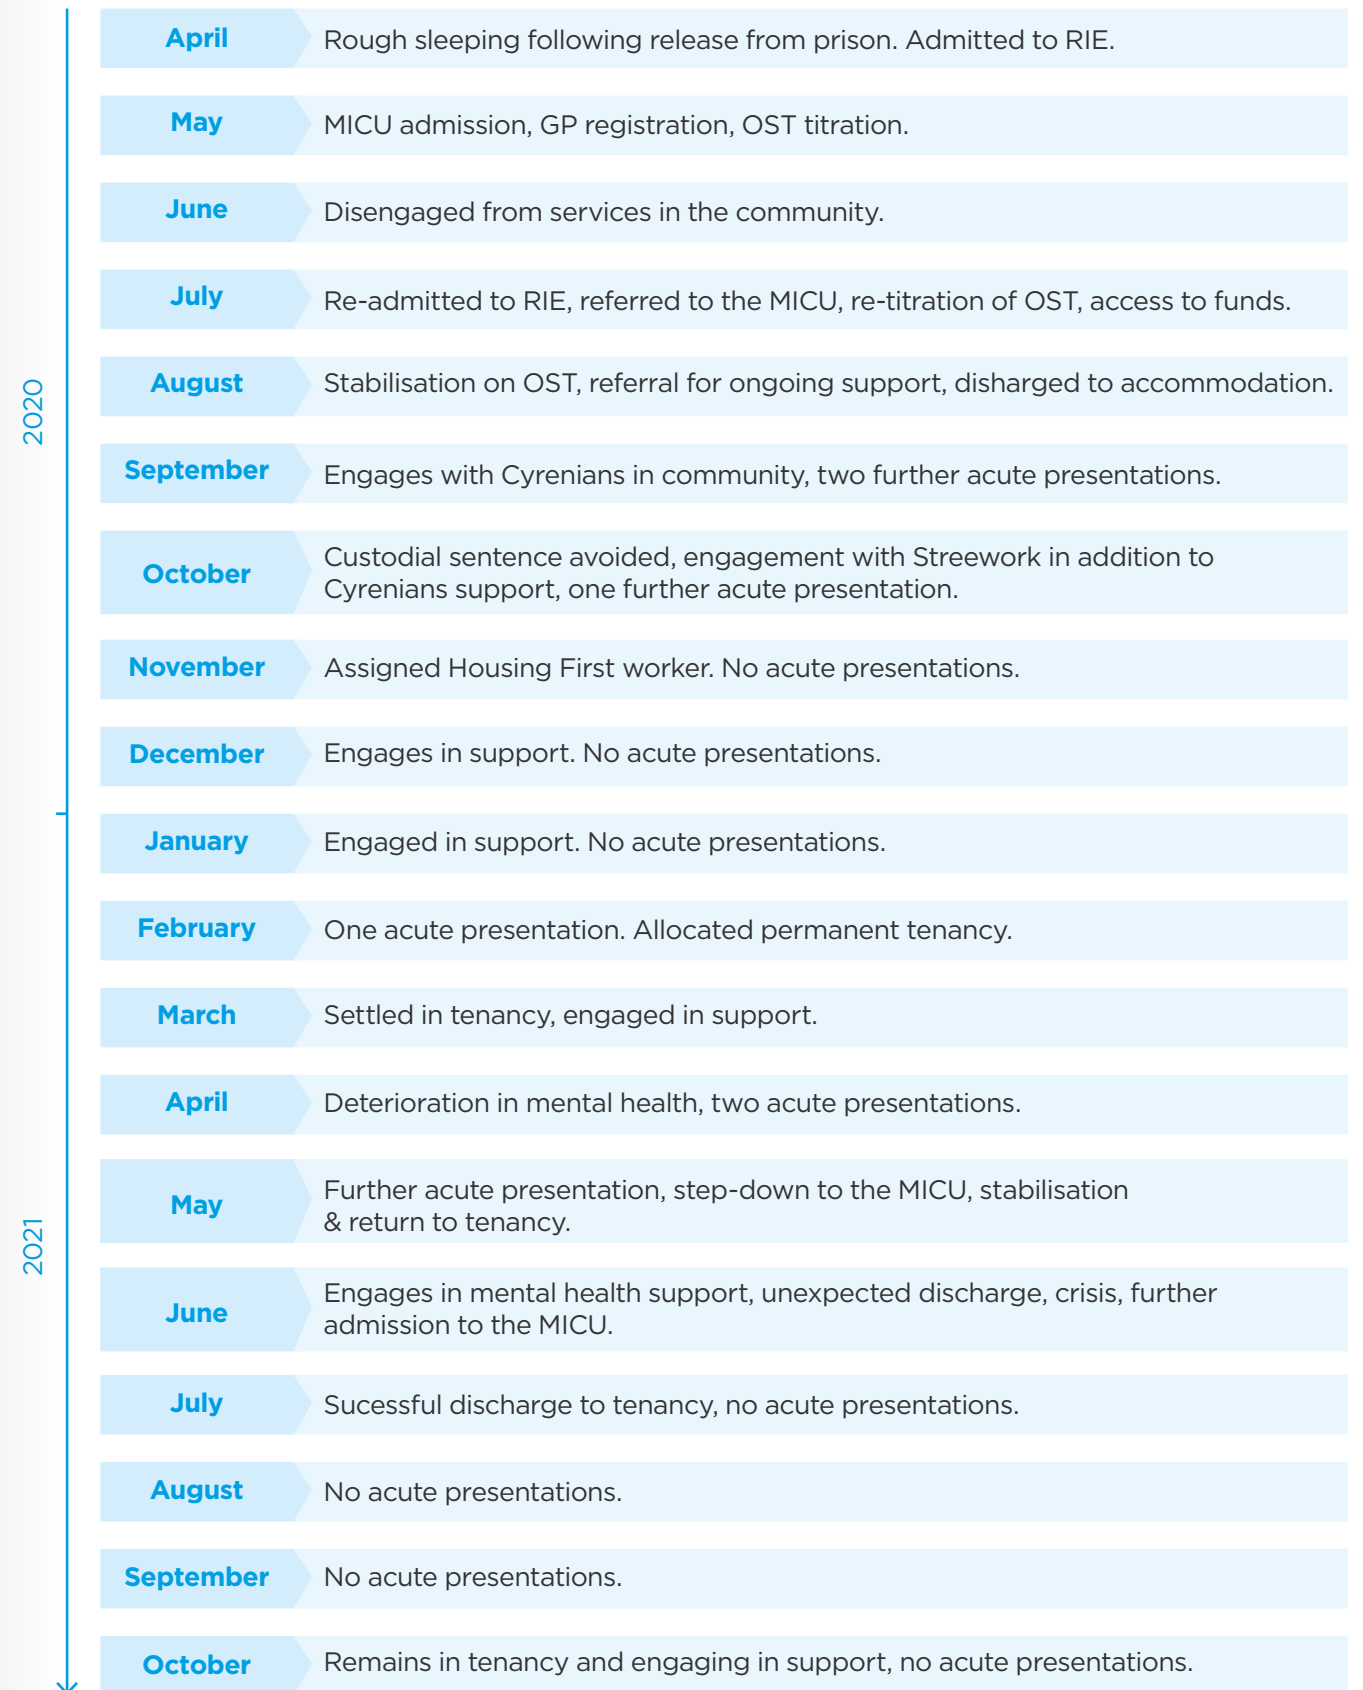 2020
April
Rough sleeping following release from prison. Admitted to RIE.
May
MICU admission, GP registration, OST titration.
June
Disengaged from services in the community.
July
Re-admitted to RIE, referred to the MICU, re-titration of OST, access to funds.
August
Stabilisation on OST, referral for ongoing support, disharged to accommodation.
September
Engages with Cyrenians in community, two further acute presentations.
October
Custodial sentence avoided, engagement with Streework in addition to
Cyrenians support, one further acute presentation.
November
Assigned Housing First worker. No acute presentations.
December
Engages in support. No acute presentations.
2021
January
Engaged in support. No acute presentations.
February
One acute presentation. Allocated permanent tenancy.
March
Settled in tenancy, engaged in support.
April
Deterioration in mental health, two acute presentations.
May
Further acute presentation, step-down to the MICU, stabilisation
& return to tenancy.
June
Engages in mental health support, unexpected discharge, crisis, further
admission to the MICU.
July
Sucessful discharge to tenancy, no acute presentations.
August
No acute presentations.
September
No acute presentations.
October
Remains in tenancy and engaging in support, no acute presentations.